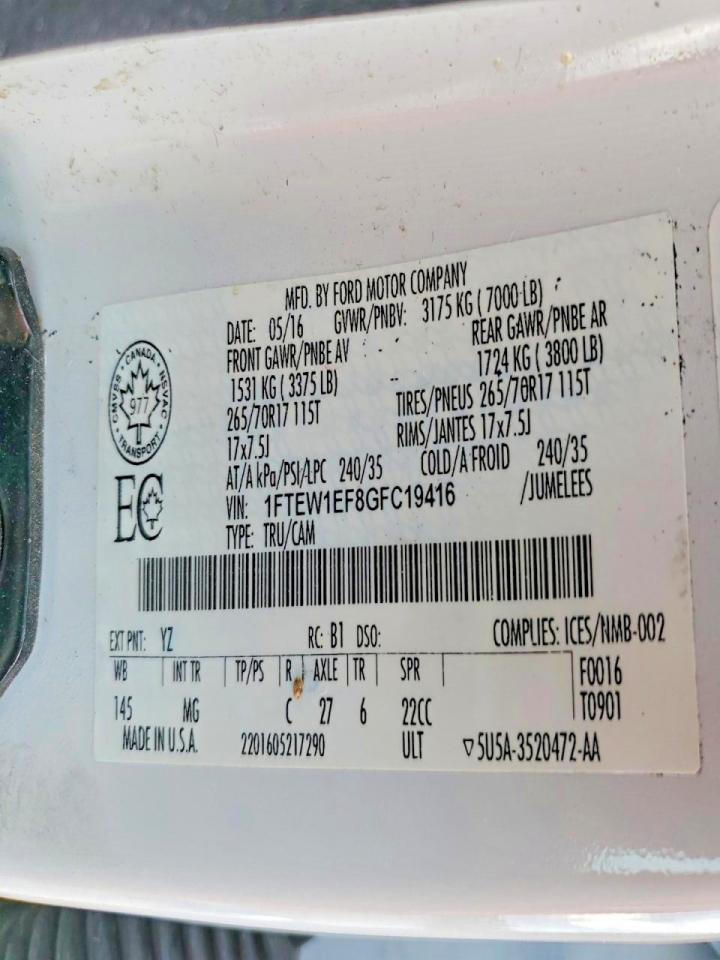 MFD. BY FORD MOTOR COMPANY
DATE: 05/16 GVWR/PNBV: 3175 KG ( 7000 LB)
FRONT GAWR/PNBE AV REAR GAWR/PNBE AR
1531 KG ( 3375 LB) 1724 KG ( 3800 LB)
265/70R17 115T TIRES/PNEUS 265/70R17 115T
17x7.5J RIMS/JANTES 17x7.5J
AT/A kPa/PSI/LPC 240/35 COLD/A FROID 240/35
VIN: 1FTEW1EF8GFC19416 /JUMELEES
TYPE: TRU/CAM
CANADA
CMVSS NSVAC
977
TRANSPORT
EC
EXT PNT: YZ RC: B1 DSO: COMPLIES: ICES/NMB-002
WB INT TR TP/PS R AXLE TR SPR F0016
145 MG C 27 6 22CC T0901
MADE IN U.S.A. 2201605217290 ULT ▽5U5A-3520472-AA